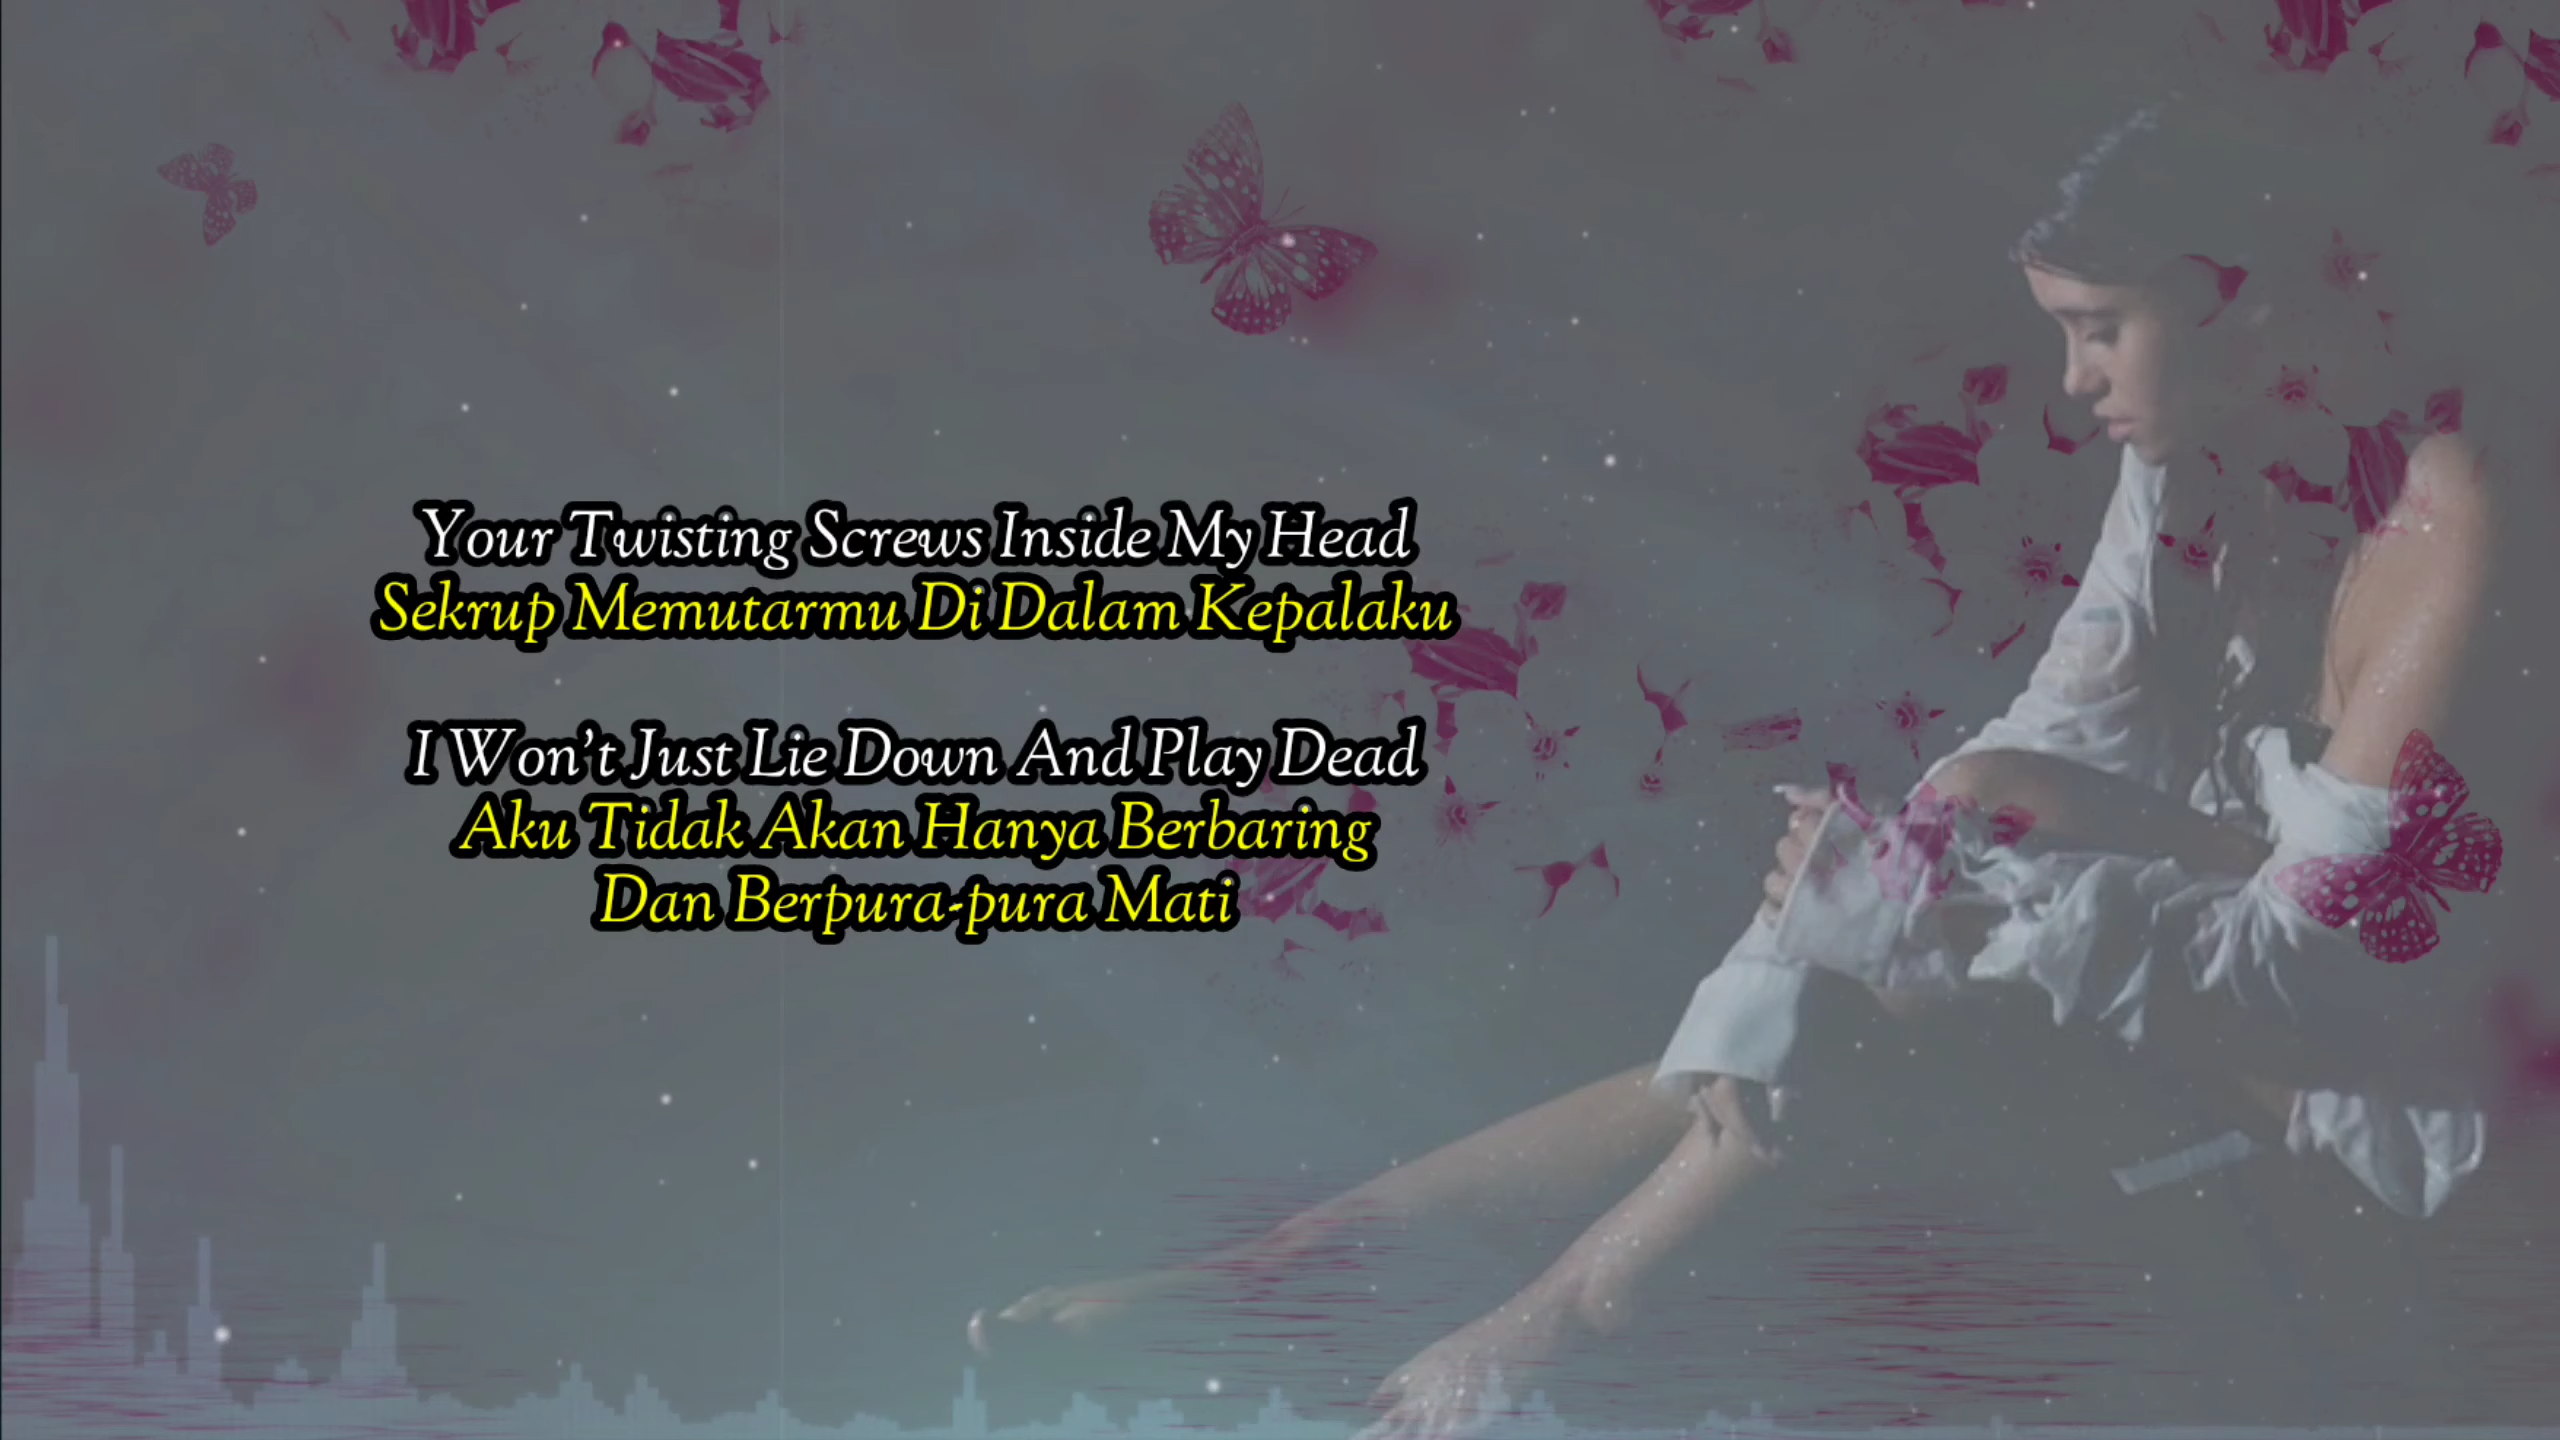 Your Twisting Screws Inside My Head
Sekrup Memutarmu Di Dalam Kepalaku
I Won't Just Lie Down And Play Dead
Aku Tidak Akan Hanya Berbaring
Dan Berpura-pura Mati